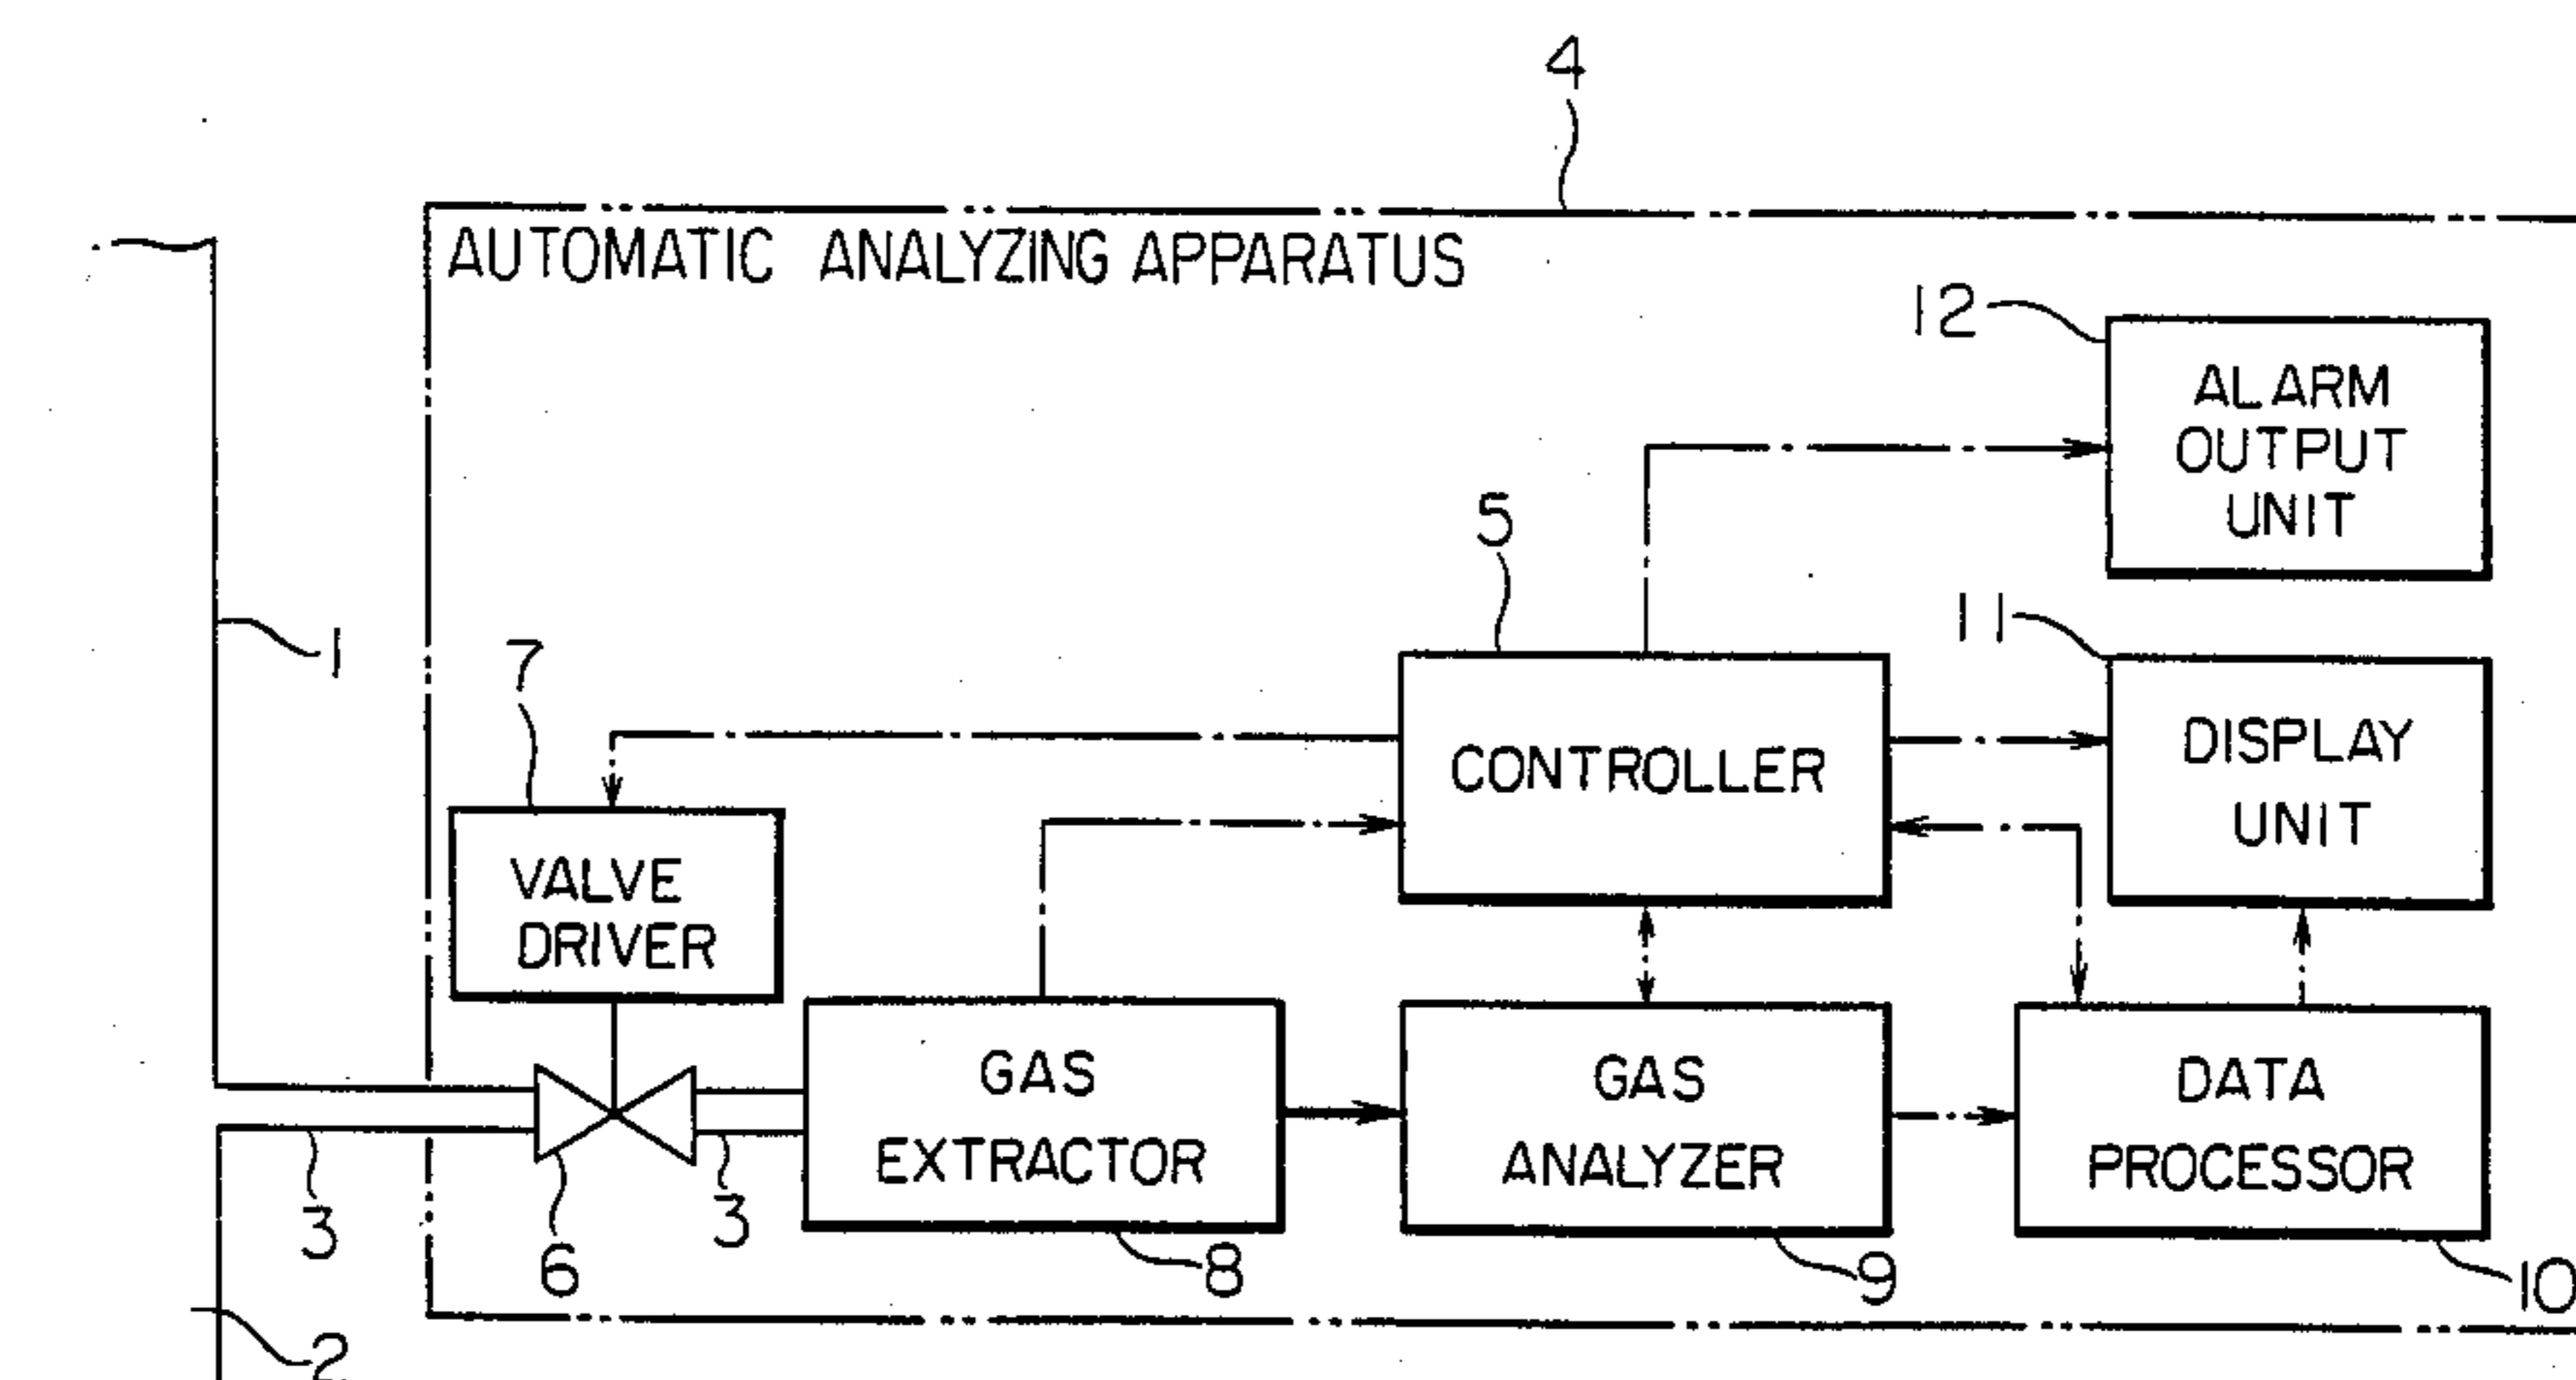 4
AUTOMATIC ANALYZING APPARATUS
12
ALARM
OUTPUT
UNIT
5
11
1
7
CONTROLLER
DISPLAY
UNIT
VALVE
DRIVER
GAS
EXTRACTOR
GAS
ANALYZER
DATA
PROCESSOR
3
6
3
8
9
10
2